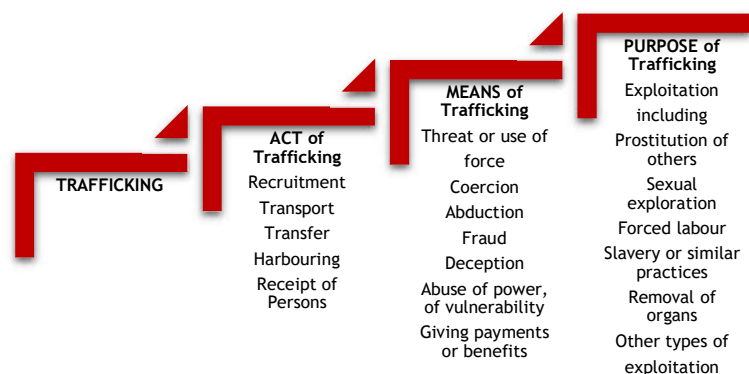 TRAFFICKING
ACT of
Trafficking
Recruitment
Transport
Transfer
Harbouring
Receipt of
Persons
MEANS of
Trafficking
Threat or use of
force
Coercion
Abduction
Fraud
Deception
Abuse of power,
of vulnerability
Giving payments
or benefits
PURPOSE of
Trafficking
Exploitation
including
Prostitution of
others
Sexual
exploration
Forced labour
Slavery or similar
practices
Removal of
organs
Other types of
exploitation